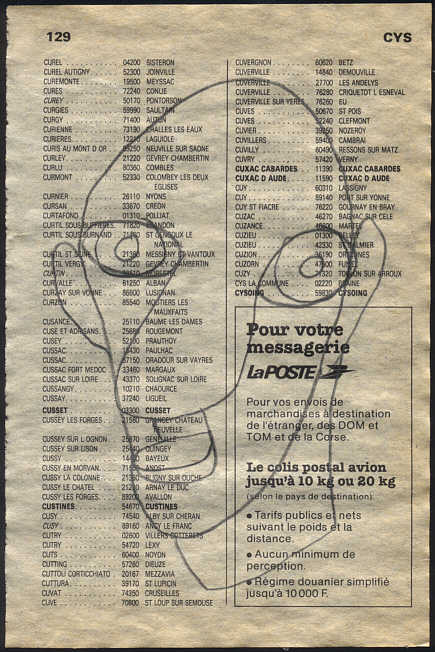 129
CYS
CUREL 04200 SISTERON
CUREL AUTIGNY 52300 JOINVILLE
CUREMONTE 19500 MEYSSAC
CURES 72240 CONLIE
CUREY 50170 PONTORSON
CURGIES 59990 SAULTAIN
CURGY 71400 AUTUN
CURIENNE 73190 CHALLES LES EAUX
CURIERES 12210 LAGUIOLE
CURIS AU MONT D OR 69250 NEUVILLE SUR SAONE
CURLEY 21220 GEVREY CHAMBERTIN
CURLU 80360 COMBLES
CURMONT 52330 COLOMBEY LES DEUX
EGLISES
CURNIER 26110 NYONS
CURSAN 33670 CREON
CURTAFOND 01310 POLLIAT
CURTIL SOUS BUFFIERES
CURTIL SOUS BURNAND
NATIONAL
CURTIL ST SEINE
CURTIL VERGY 21220 GEVREY CHAMBERTIN
CURVALLE 81250 ALBAN
CURZAY SUR VONNE 86600 LUSIGNAN
CURZON 85540 MOUTIERS LES
MAUXFAITS
CUSANCE 25110 BAUME LES DAMES
CUSE ET ADRISANS 25680 ROUGEMONT
CUSEY 52190 PRAUTHOY
CUSSAC 15430 PAULHAC
CUSSAC 87150 ORADOUR SUR VAYRES
CUSSAC FORT MEDOC 33460 MARGAUX
CUSSAC SUR LOIRE 43370 SOLIGNAC SUR LOIRE
CUSSANGY 10210 CHAOURCE
CUSSAY 37240 LIGUEIL
CUSSET 03300 CUSSET
CUSSEY LES FORGES 21580 GRANCEY CHATEAU
NEUVELLE
CUSSEY SUR L OGNON 25870 GENEUILLE
CUSSEY SUR LISON 25440 QUINGEY
CUSSY 14400 BAYEUX
CUSSY EN MORVAN 71550 ANOST
CUSSY LA COLONNE 21360 BLIGNY SUR OUCHE
CUSSY LE CHATEL 21230 ARNAY LE DUC
CUSSY LES FORGES 89200 AVALLON
CUSTINES 54670 CUSTINES
CUSY 74540 ALBY SUR CHERAN
CUSY 89160 ANCY LE FRANC
CUTRY 02600 VILLERS COTTERETS
CUTRY 54720 LEXY
CUTS 60400 NOYON
CUTTING 57260 DIEUZE
CUTTOLI CORTICCHIATO 20167 MEZZAVIA
CUTTURA 39170 ST LUPICIN
CUVAT 74350 CRUSEILLES
CUVE 70800 ST LOUP SUR SEMOUSE
CUVERGNON 60620 BETZ
CUVERVILLE 14840 DEMOUVILLE
CUVERVILLE 27700 LES ANDELYS
CUVERVILLE 76280 CRIQUETOT L ESNEVAL
CUVERVILLE SUR YERES 76260 EU
CUVES 50670 ST POIS
CUVES 52240 CLEFMONT
CUVIER 39250 NOZEROY
CUVILLERS 59400 CAMBRAI
CUVILLY 60490 RESSONS SUR MATZ
CUVRY 57420 VERNY
CUXAC CABARDES 11390 CUXAC CABARDES
CUXAC D AUDE 11590 CUXAC D AUDE
CUY 60310 LASSIGNY
CUY 89140 PONT SUR YONNE
CUY ST FIACRE 76220 GOURNAY EN BRAY
CUZAC 46270 BAGNAC SUR CELE
CUZANCE 46600 MARTEL
CUZIEU 01300 BELLEY
CUZIEU
CUZION
CUZORN 47500 FUMEL
CUZY 71320 TOULON SUR ARROUX
CYS LA COMMUNE 02220 BRAINE
CYSOING 59830 CYSOING
Pour votre
messagerie
LA POSTE
Pour vos envois de
marchandises à destination
de l'étranger, des DOM et
TOM et de la Corse.
Le colis postal avion
jusqu'à 10 kg ou 20 kg
(selon le pays de destination).
• Tarifs publics et nets
suivant le poids et la
distance.
• Aucun minimum de
perception.
• Régime douanier simplifié
jusqu'à 10 000 F.